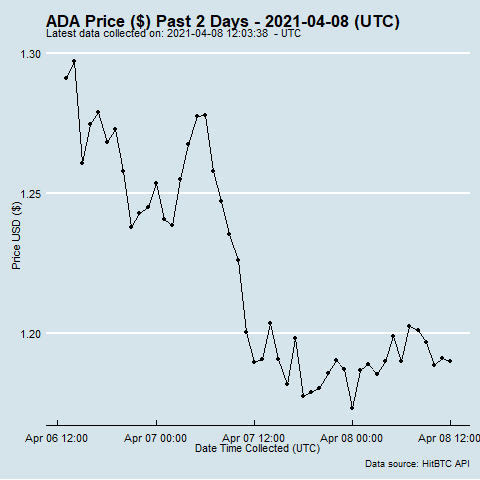 ADA Price ($) Past 2 Days - 2021-04-08 (UTC)
Latest data collected on: 2021-04-08 12:03:38  - UTC
1.30
1.25
1.20
Price USD ($)
Apr 06 12:00
Apr 07 00:00
Apr 07 12:00
Apr 08 00:00
Apr 08 12:00
Date Time Collected (UTC)
Data source: HitBTC API